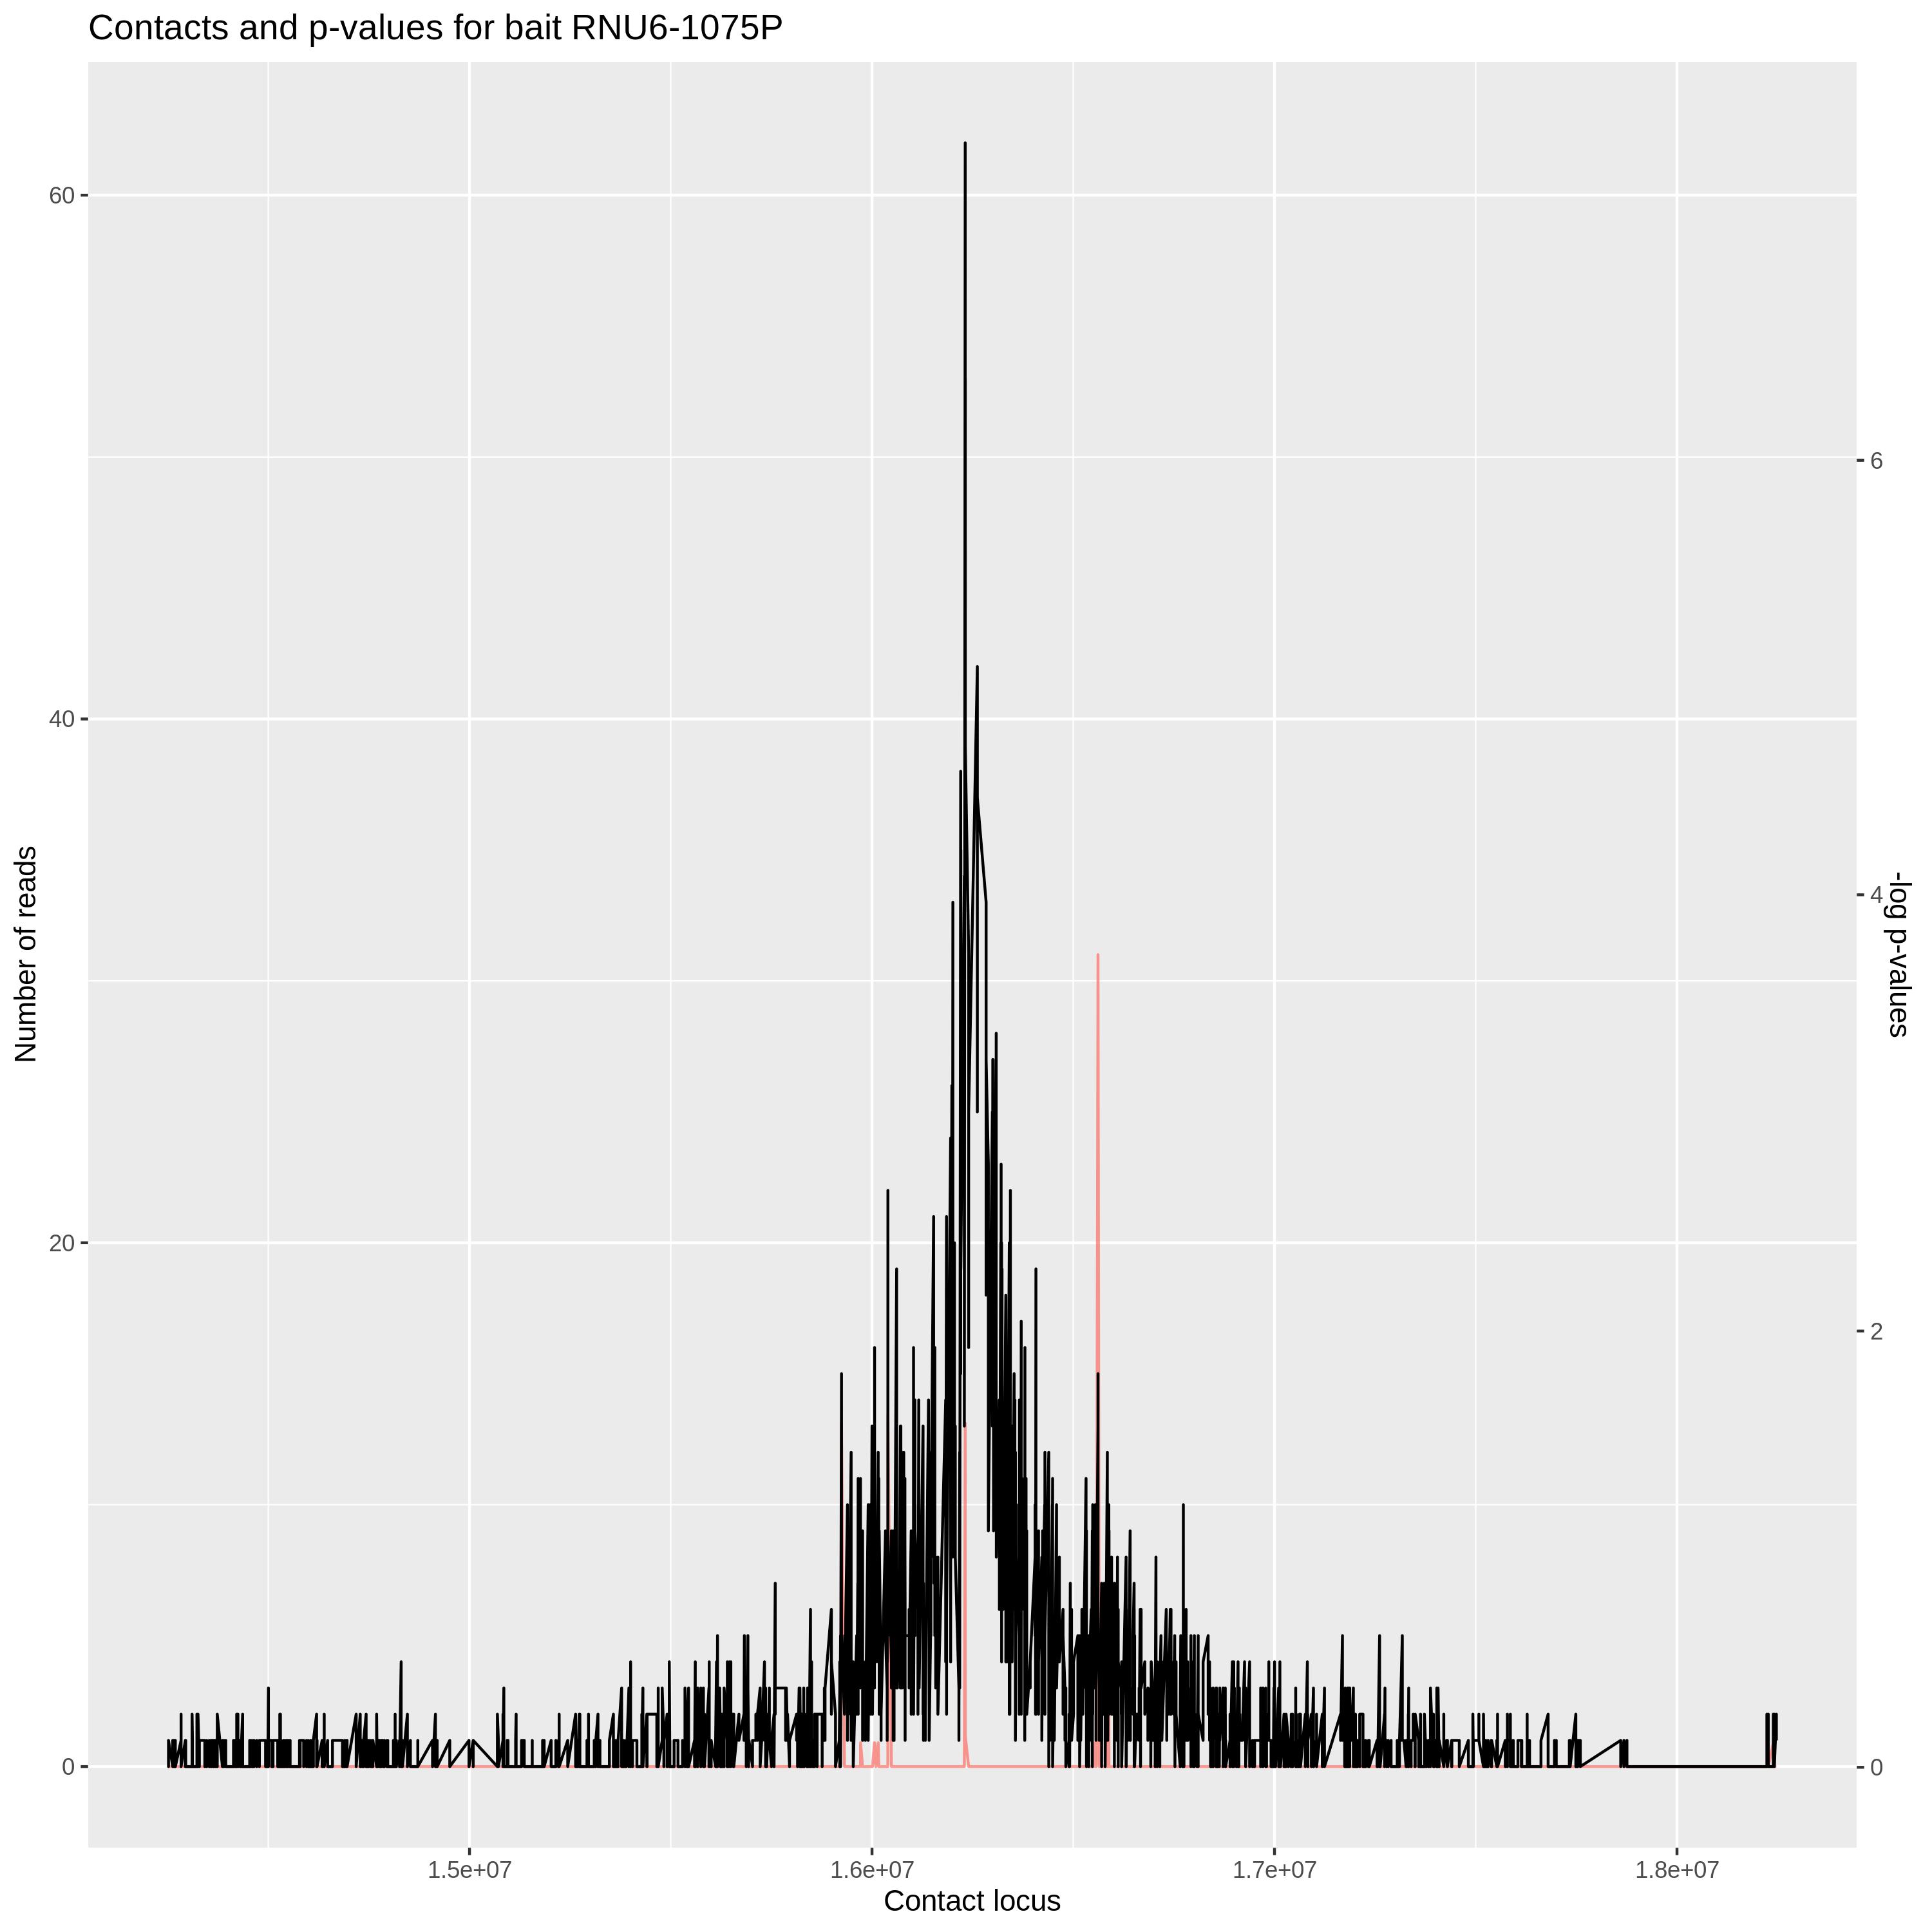 Contacts and p-values for bait RNU6-1075P
60
40
20
0
Number of reads
6
4
2
0
-log p-values
1.5e+07
1.6e+07
1.7e+07
1.8e+07
Contact locus